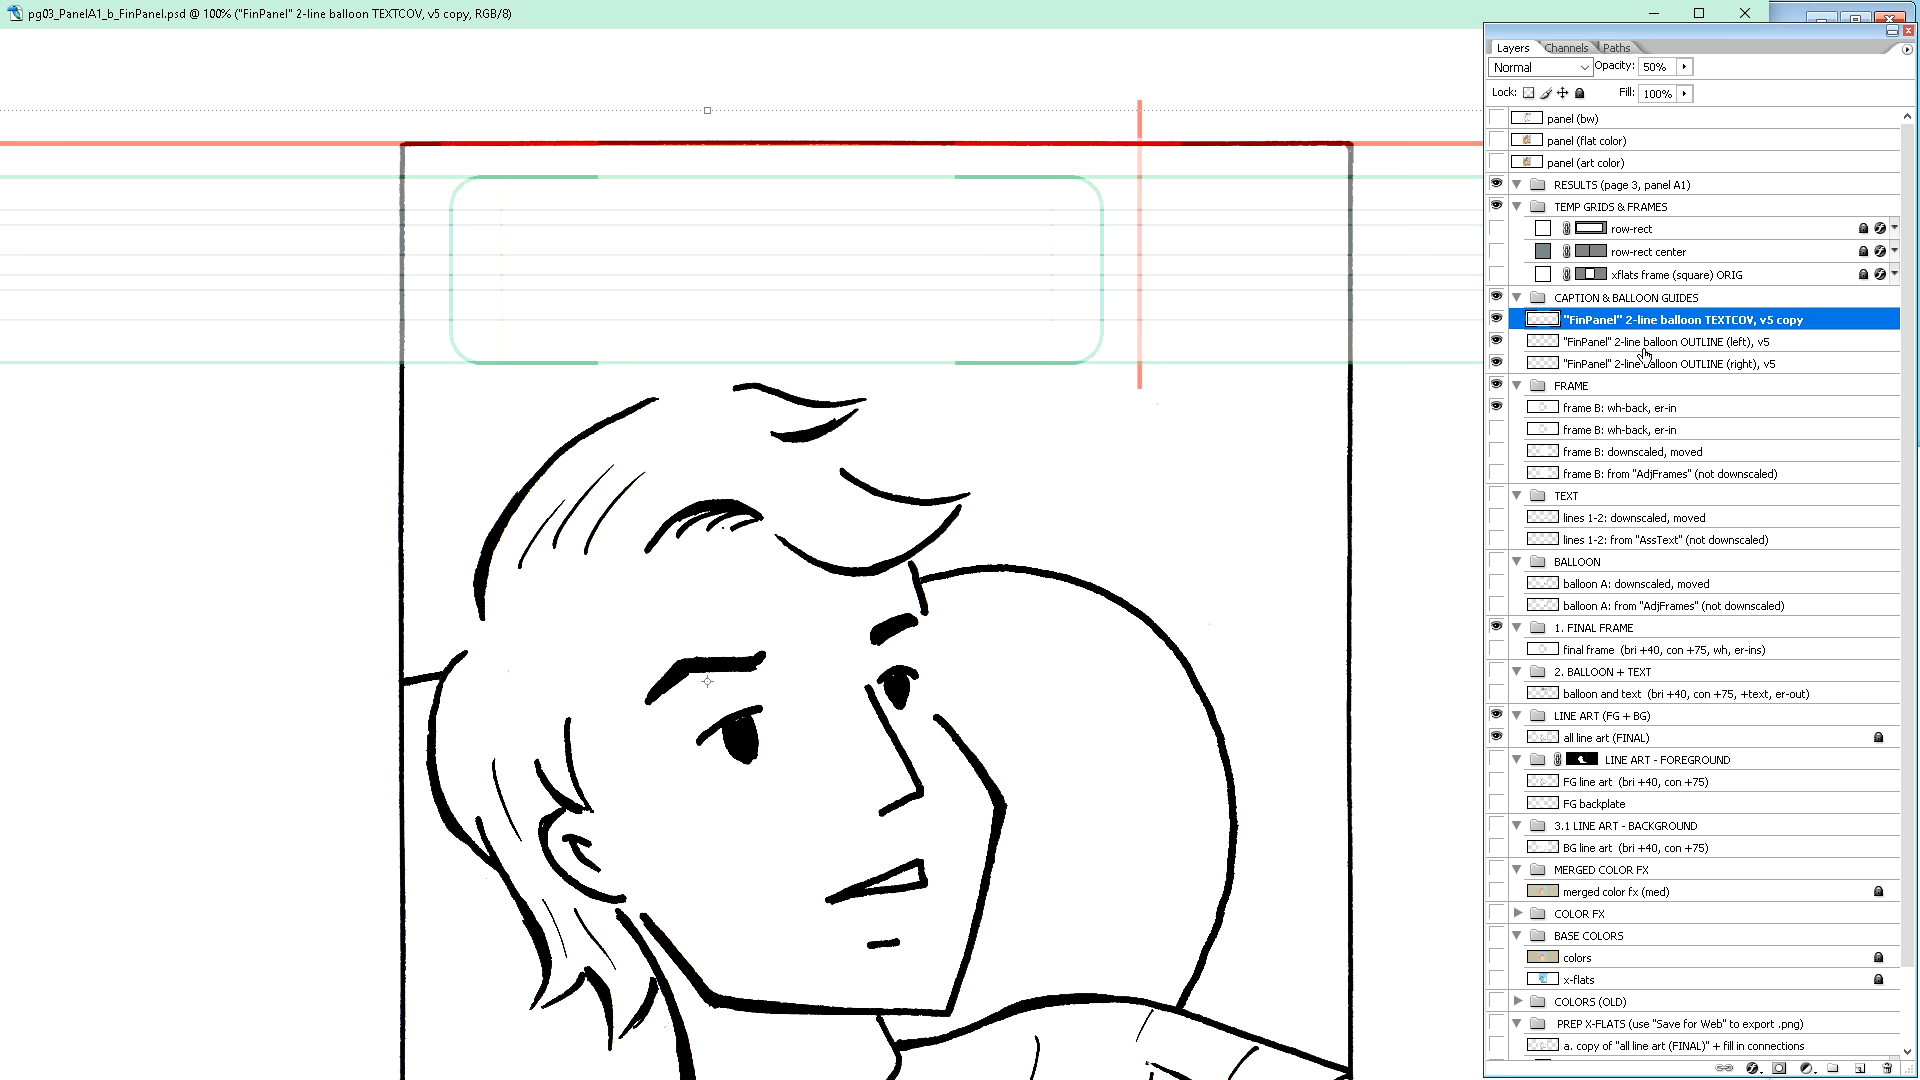 pg03_PanelA1_b_FinPanel.psd @ 100% ("FinPanel" 2-line balloon TEXTCOV, v5 copy, RGB/8)
Layers Channels Paths
Normal Opacity: 50%
Lock: Fill: 100%
panel (bw)
panel (flat color)
panel (art color)
RESULTS (page 3, panel A1)
TEMP GRIDS & FRAMES
row-rect
row-rect center
xflats frame (square) ORIG
CAPTION & BALLOON GUIDES
"FinPanel" 2-line balloon TEXTCOV, v5 copy
"FinPanel" 2-line balloon OUTLINE (left), v5
"FinPanel" 2-line balloon OUTLINE (right), v5
FRAME
frame B: wh-back, er-in
frame B: wh-back, er-in
frame B: downscaled, moved
frame B: from "AdjFrames" (not downscaled)
TEXT
lines 1-2: downscaled, moved
lines 1-2: from "AssText" (not downscaled)
BALLOON
balloon A: downscaled, moved
balloon A: from "AdjFrames" (not downscaled)
1. FINAL FRAME
final frame (bri +40, con +75, wh, er-ins)
2. BALLOON + TEXT
balloon and text (bri +40, con +75, +text, er-out)
LINE ART (FG + BG)
all line art (FINAL)
LINE ART - FOREGROUND
FG line art (bri +40, con +75)
FG backplate
3.1 LINE ART - BACKGROUND
BG line art (bri +40, con +75)
MERGED COLOR FX
merged color fx (med)
COLOR FX
BASE COLORS
colors
x-flats
COLORS (OLD)
PREP X-FLATS (use "Save for Web" to export .png)
a. copy of "all line art (FINAL)" + fill in connections